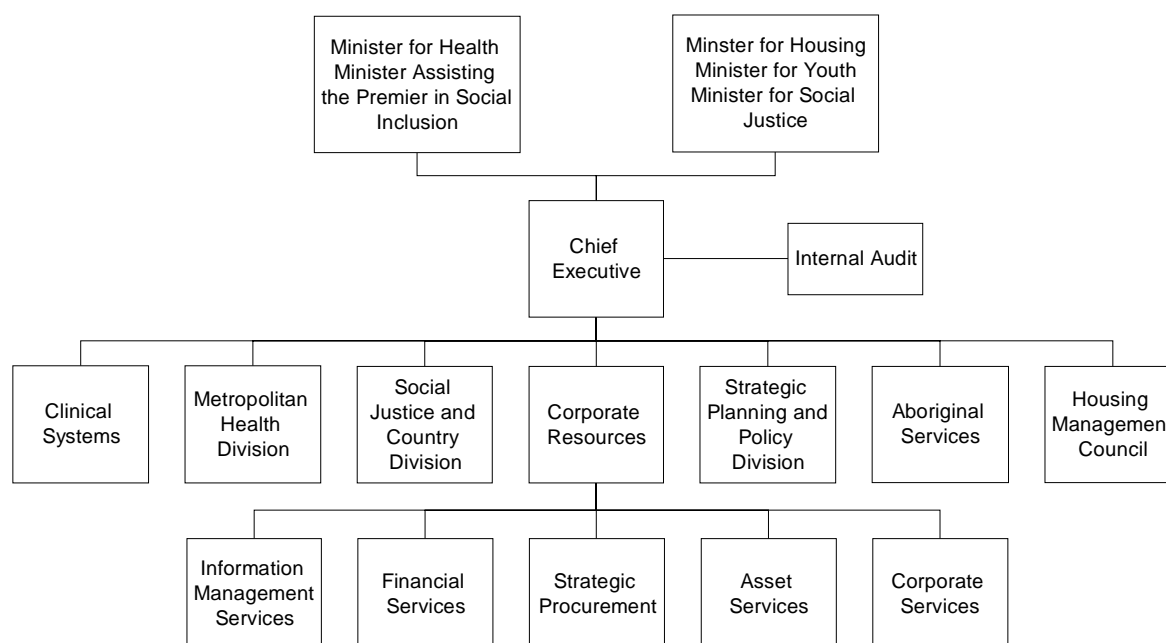 Minister for Health
Minister Assisting
the Premier in Social
Inclusion
Minster for Housing
Minister for Youth
Minister for Social
Justice
Chief
Executive
Internal Audit
Clinical
Systems
Metropolitan
Health
Division
Social
Justice and
Country
Division
Corporate
Resources
Strategic
Planning and
Policy
Division
Aboriginal
Services
Housing
Management
Council
Information
Management
Services
Financial
Services
Strategic
Procurement
Asset
Services
Corporate
Services